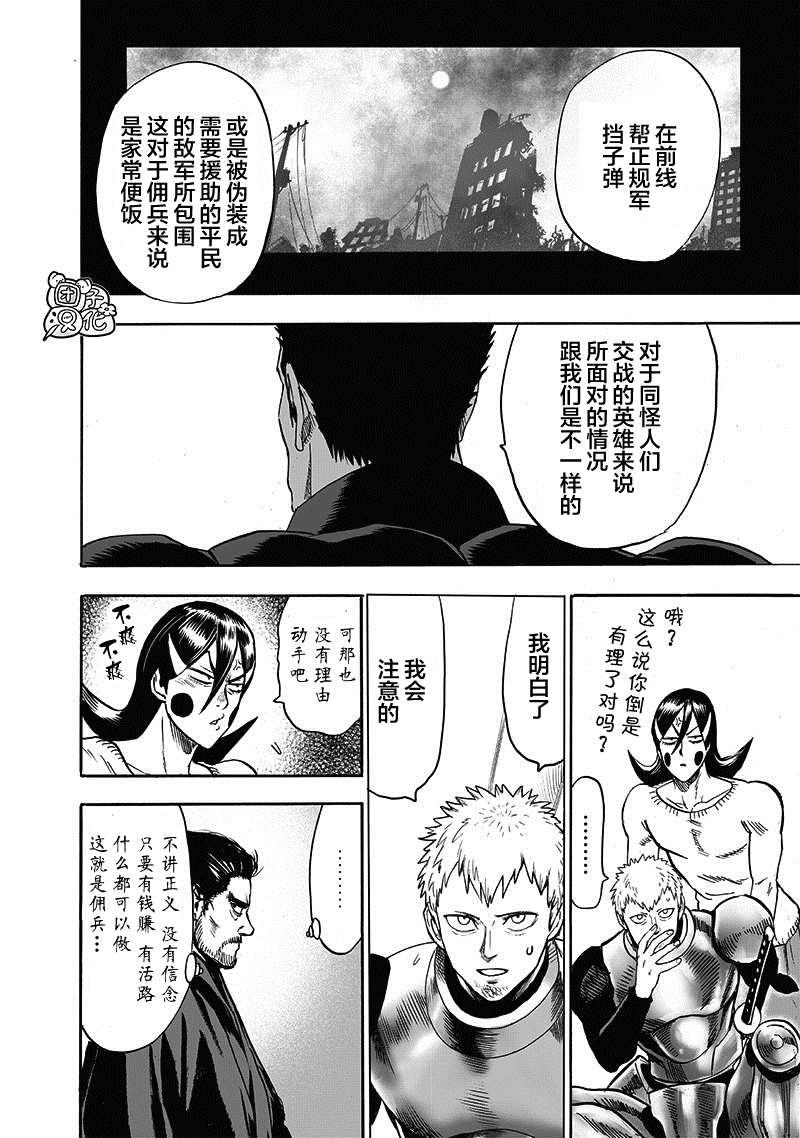 在前线
帮正规军
挡子弹
或是被伪装成
需要援助的平民
的敌军所包围
这对于佣兵来说
是家常便饭
团子
汉化
对于同怪人们
交战的英雄来说
所面对的情况
跟我们是不一样的
哦？
这么说你倒是
有理了对吗？
………
我明白了
我会
注意的
可那也
没有理由
动手吧
不爽
不爽
………
不讲正义 没有信念
只要有钱赚 有活路
什么都可以做
这就是佣兵…